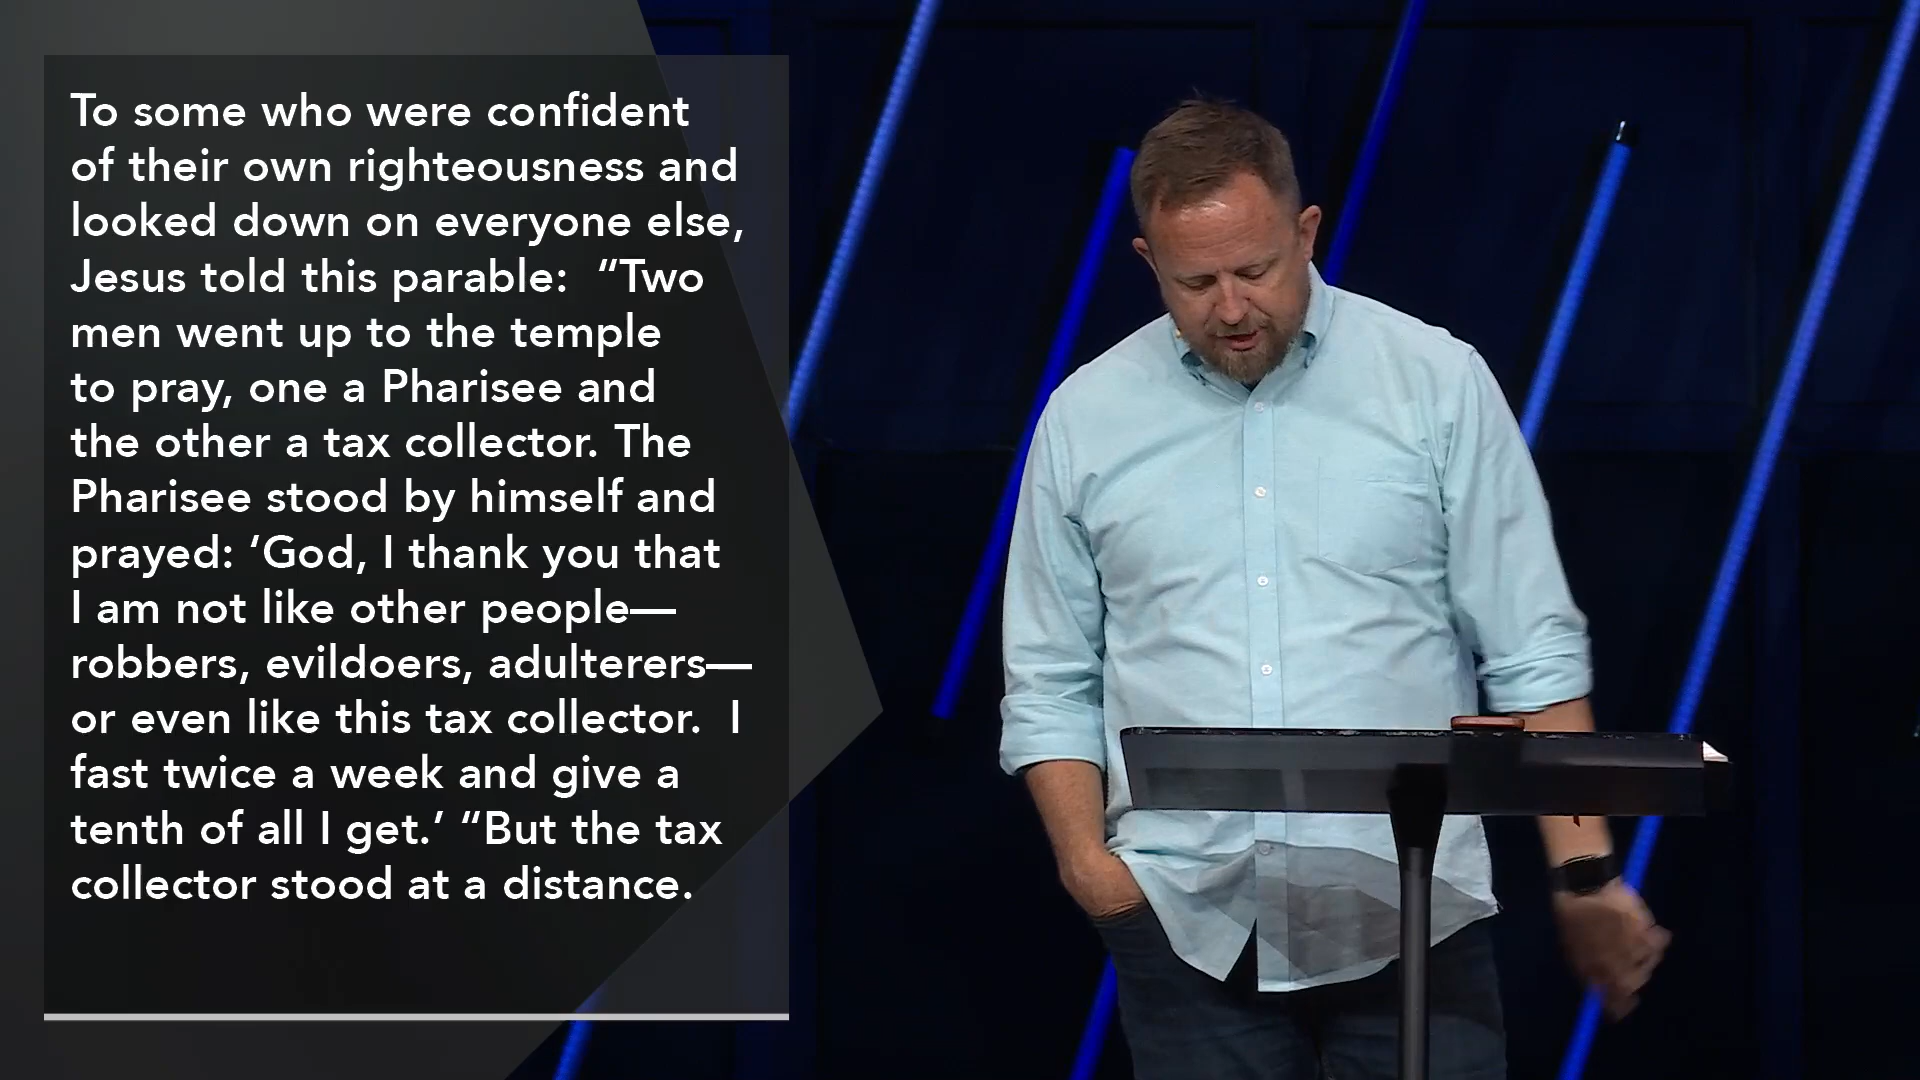 To some who were confident
of their own righteousness and
looked down on everyone else,
Jesus told this parable:  “Two
men went up to the temple
to pray, one a Pharisee and
the other a tax collector. The
Pharisee stood by himself and
prayed: ‘God, I thank you that
I am not like other people—
robbers, evildoers, adulterers—
or even like this tax collector.  I
fast twice a week and give a
tenth of all I get.’ “But the tax
collector stood at a distance.